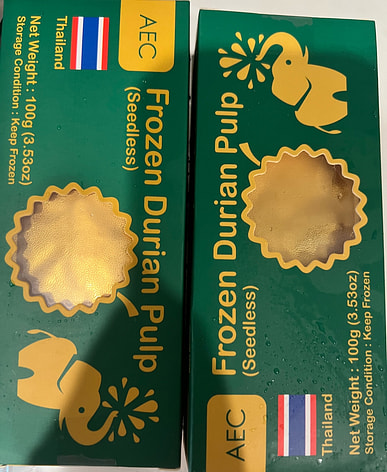 AEC
Frozen Durian Pulp
(Seedless)
Thailand
Net Weight : 100g (3.53oz)
Storage Condition : Keep Frozen
AEC
Frozen Durian Pulp
(Seedless)
Thailand
Net Weight : 100g (3.53oz)
Storage Condition : Keep Frozen